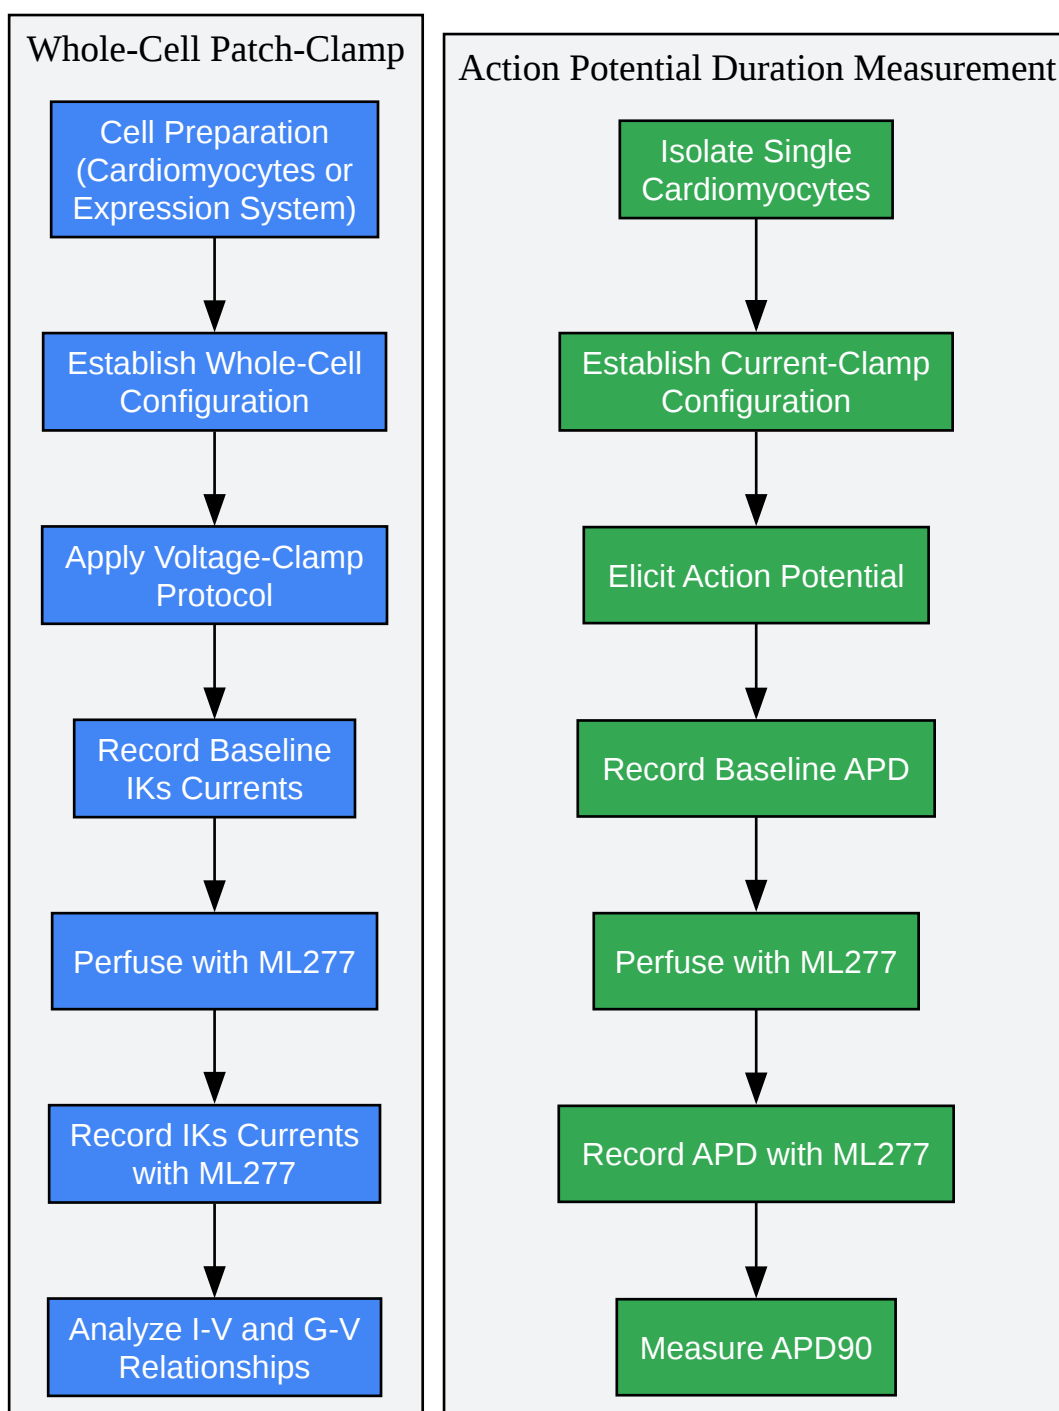 Whole-Cell Patch-Clamp
Cell Preparation
(Cardiomyocytes or
Expression System)
Establish Whole-Cell
Configuration
Apply Voltage-Clamp
Protocol
Record Baseline
IKs Currents
Perfuse with ML277
Record IKs Currents
with ML277
Analyze I-V and G-V
Relationships
Action Potential Duration Measurement
Isolate Single
Cardiomyocytes
Establish Current-Clamp
Configuration
Elicit Action Potential
Record Baseline APD
Perfuse with ML277
Record APD with ML277
Measure APD90